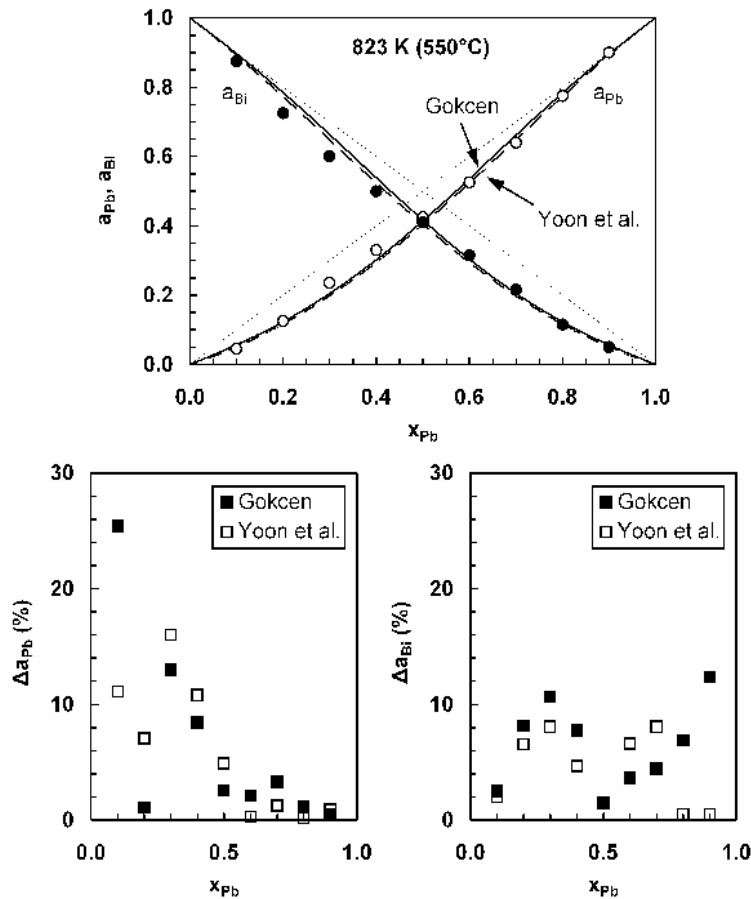 823 K (550°C)
a_Bi
a_Pb
Gokcen
Yoon et al.
a_Pb, a_Bi
1.0
0.8
0.6
0.4
0.2
0.0
0.0 0.2 0.4 0.6 0.8 1.0
x_Pb
30
20
10
0
Δa_Pb (%)
Gokcen
Yoon et al.
0.0 0.5 1.0
x_Pb
30
20
10
0
Δa_Bi (%)
Gokcen
Yoon et al.
0.0 0.5 1.0
x_Pb